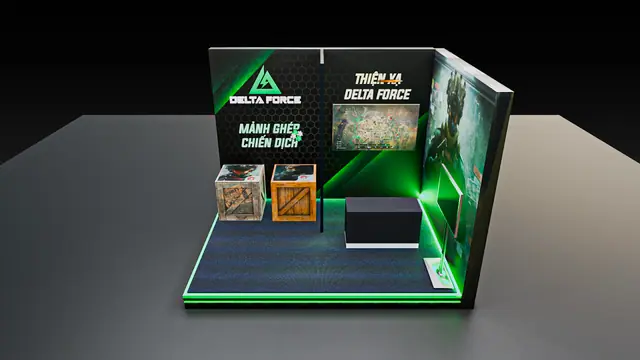 DELTA FORCE
MẢNH GHÉP
CHIẾN DỊCH
THIỆN XẠ
DELTA FORCE